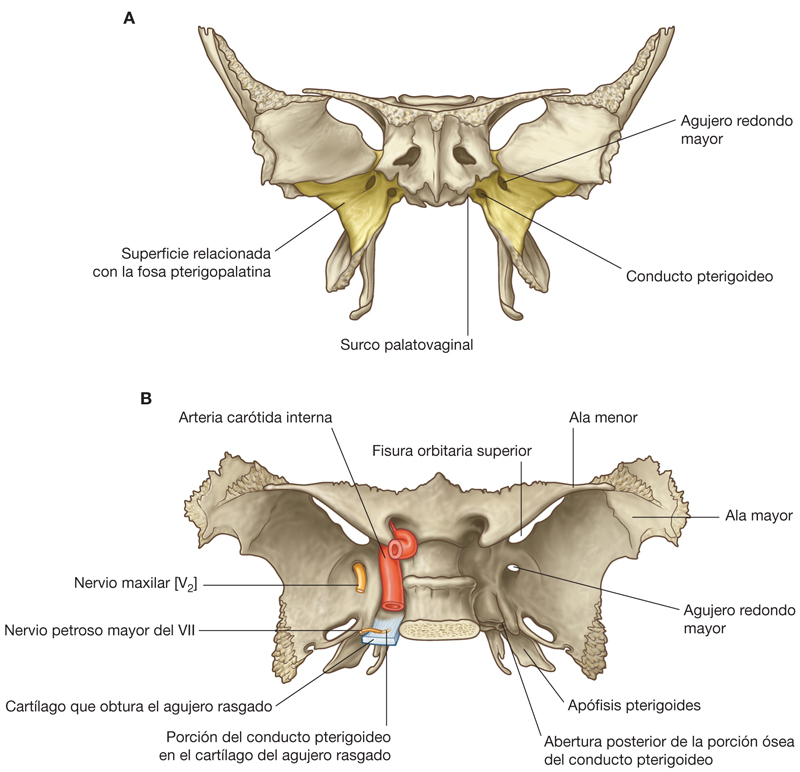 A
Agujero redondo
mayor
Superficie relacionada
con la fosa pterigopalatina
Conducto pterigoideo
Surco palatovaginal
B
Arteria carótida interna
Ala menor
Fisura orbitaria superior
Ala mayor
Nervio maxilar [V₂]
Agujero redondo
mayor
Nervio petroso mayor del VII
Cartílago que obtura el agujero rasgado
Apófisis pterigoides
Porción del conducto pterigoideo
en el cartílago del agujero rasgado
Abertura posterior de la porción ósea
del conducto pterigoideo